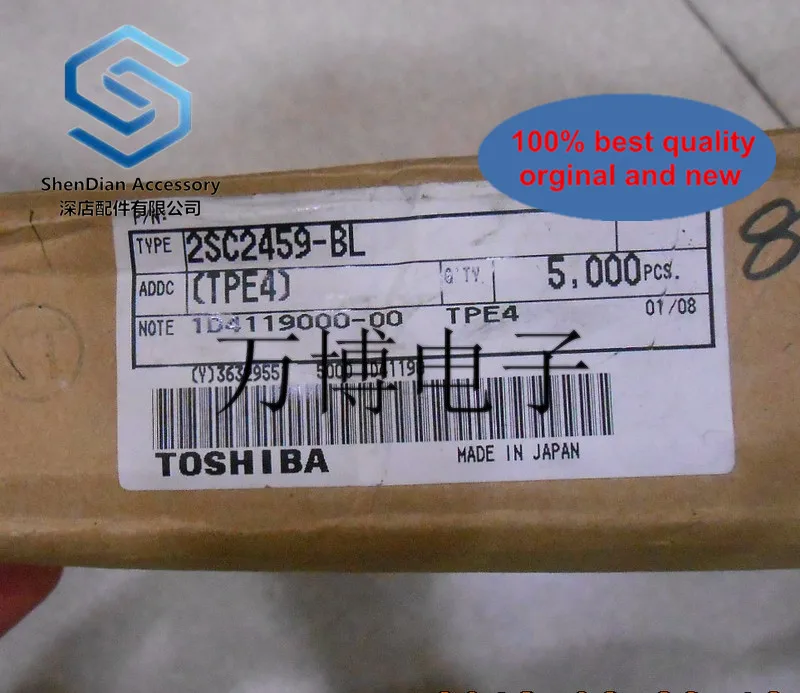 ShenDian Accessory
深店配件有限公司
100% best quality
orginal and new
P/N:
TYPE 2SC2459-BL
ADDC (TPE4) Q'TY. 5,000 PCS.
NOTE 1D4119000-00 TPE4 01/08
5000
万博电子
TOSHIBA MADE IN JAPAN
8